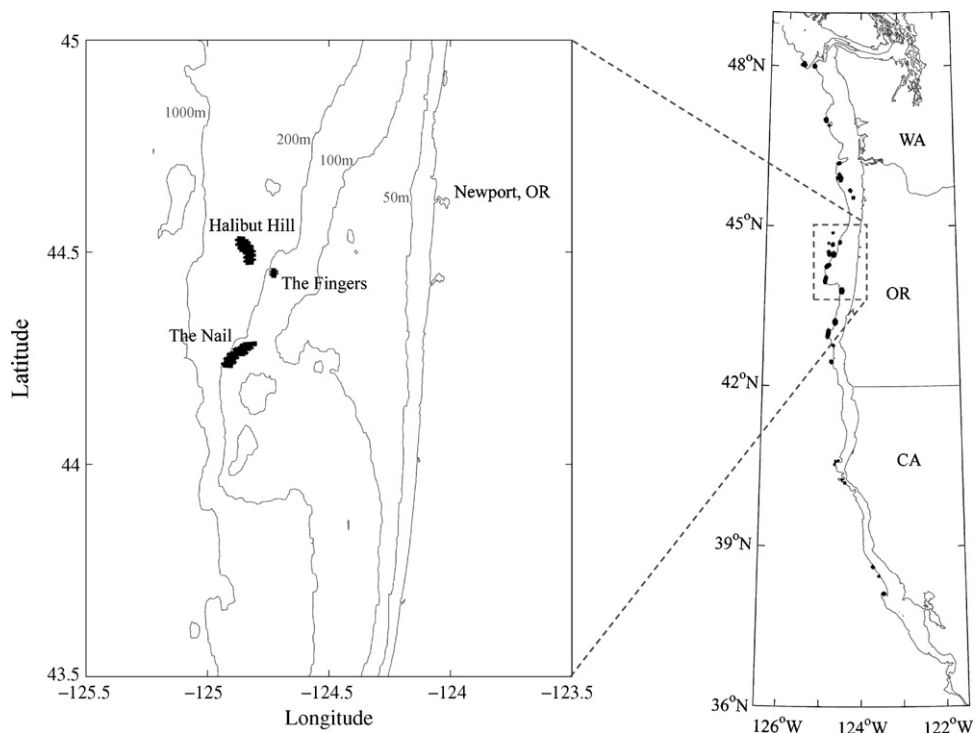 45
1000m
200m
100m
50m
Newport, OR
Halibut Hill
44.5
The Fingers
The Nail
Latitude
44
43.5
−125.5
−125
−124.5
−124
−123.5
Longitude
48°N
WA
45°N
OR
42°N
CA
39°N
36°N
126°W
124°W
122°W